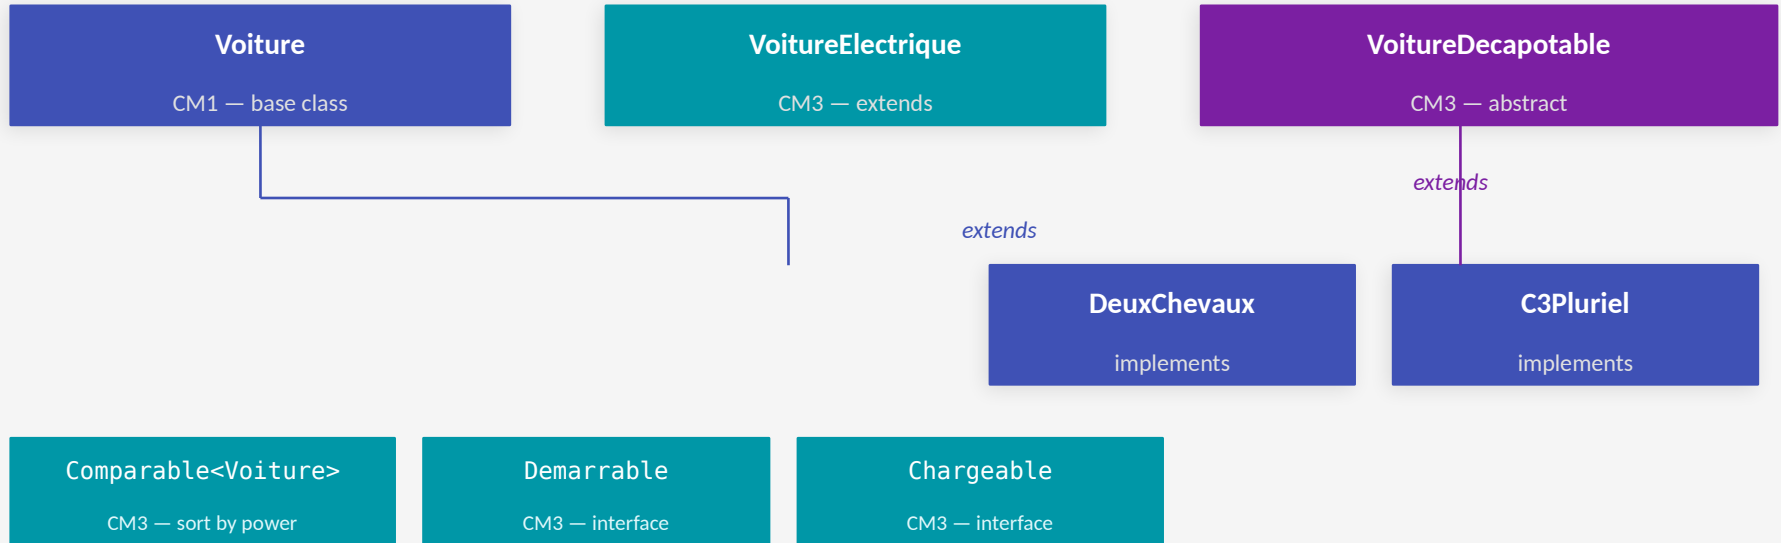 Voiture
CM1 — base class
VoitureElectrique
CM3 — extends
VoitureDecapotable
CM3 — abstract
extends
extends
DeuxChevaux
implements
C3Pluriel
implements
Comparable<Voiture>
CM3 — sort by power
Demarrable
CM3 — interface
Chargeable
CM3 — interface